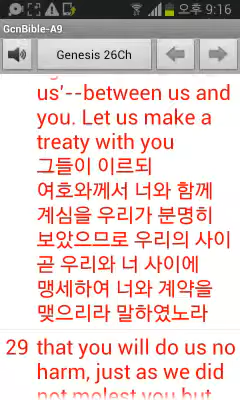 오후 9:16
GcnBible-A9
Genesis 26Ch
us'--between us and
you. Let us make a
treaty with you
그들이 이르되
여호와께서 너와 함께
계심을 우리가 분명히
보았으므로 우리의 사이
곧 우리와 너 사이에
맹세하여 너와 계약을
맺으리라 말하였노라
29 that you will do us no
harm, just as we did
not molest you but